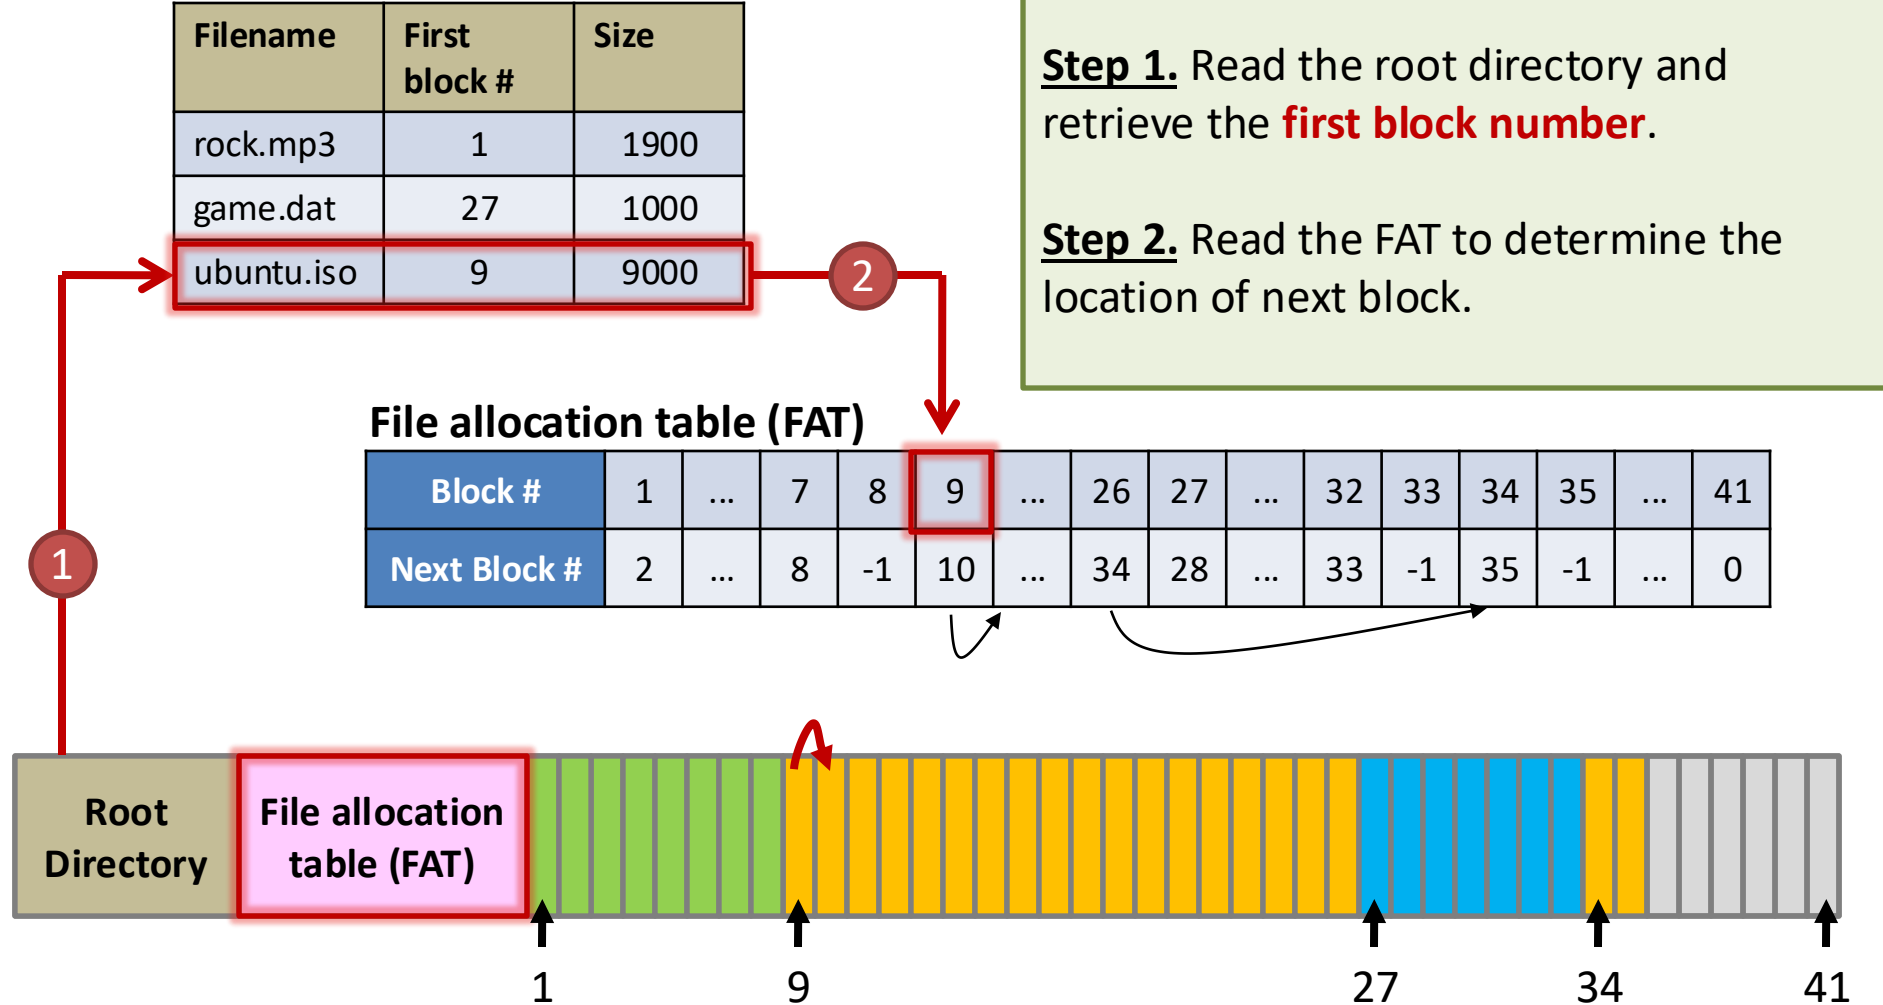 Filename First block # Size
rock.mp3 1 1900
game.dat 27 1000
ubuntu.iso 9 9000
Step 1. Read the root directory and
retrieve the first block number.
Step 2. Read the FAT to determine the
location of next block.
1
2
File allocation table (FAT)
Block # 1 ... 7 8 9 ... 26 27 ... 32 33 34 35 ... 41
Next Block # 2 ... 8 -1 10 ... 34 28 ... 33 -1 35 -1 ... 0
Root
Directory
File allocation
table (FAT)
1 9 27 34 41